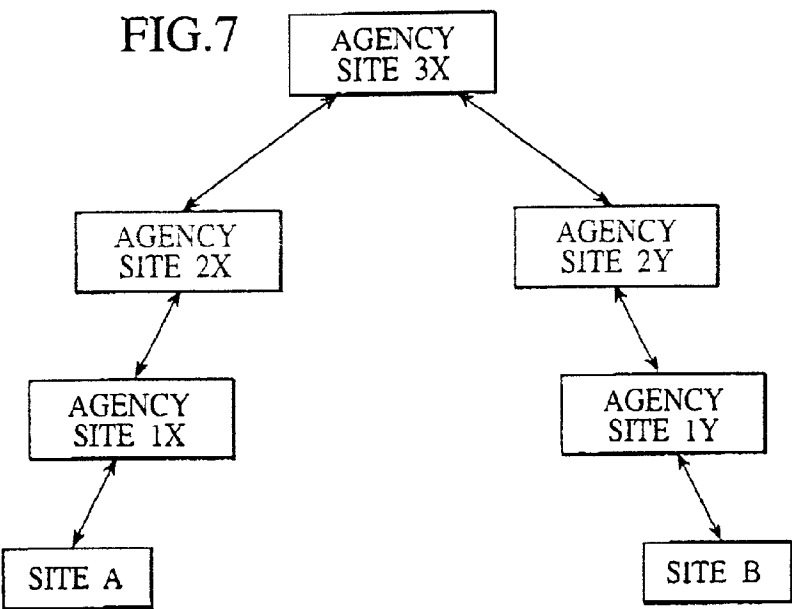 FIG.7
AGENCY
SITE 3X
AGENCY
SITE 2X
AGENCY
SITE 2Y
AGENCY
SITE 1X
AGENCY
SITE 1Y
SITE A
SITE B